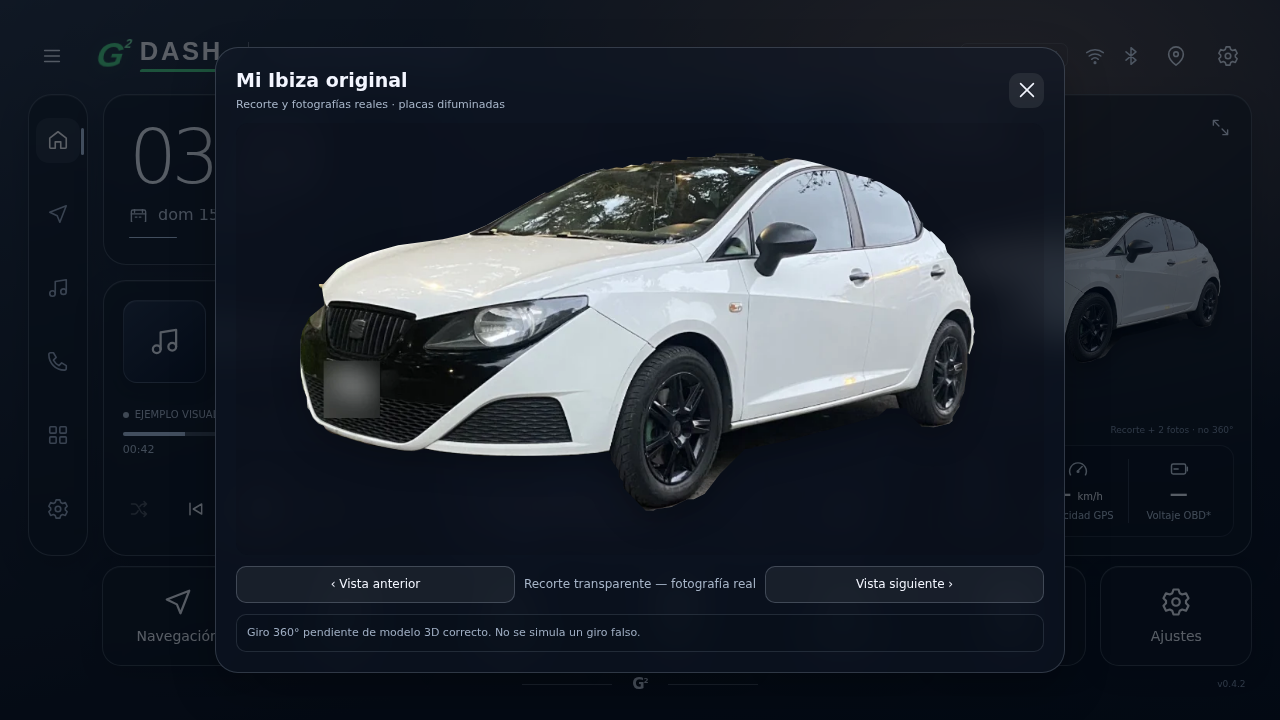 G² DASH
Mi Ibiza original
Recorte y fotografías reales · placas difuminadas
03
dom 15
EJEMPLO VISUAL
00:42
Recorte + 2 fotos · no 360°
km/h
cidad GPS
Voltaje OBD*
‹ Vista anterior
Recorte transparente — fotografía real
Vista siguiente ›
Giro 360° pendiente de modelo 3D correcto. No se simula un giro falso.
Navegación
Ajustes
G²
v0.4.2